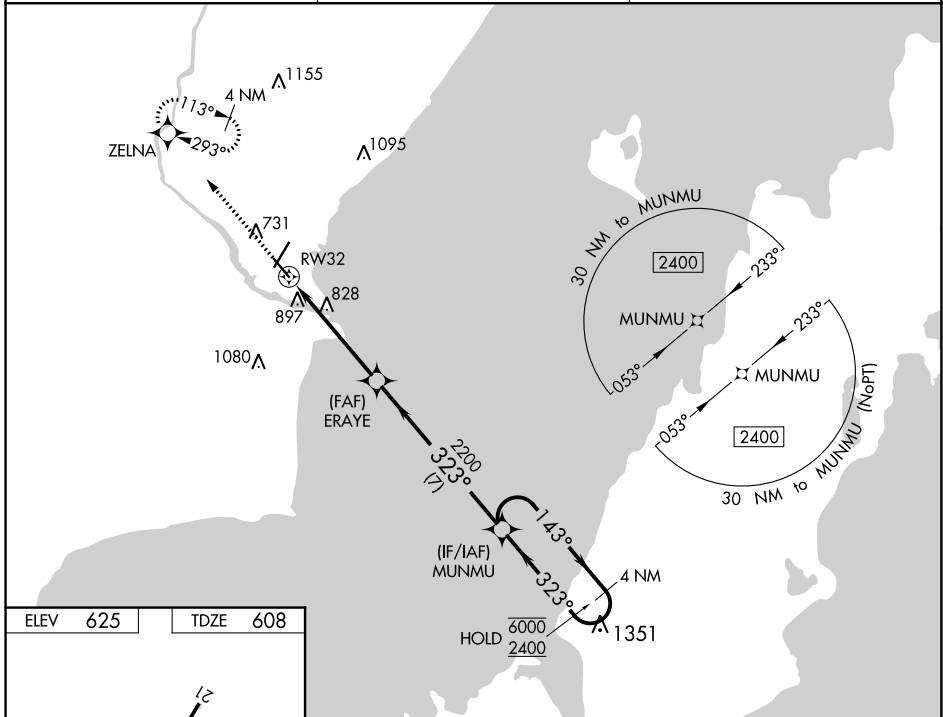 1155
4 NM
113°
293°
ZELNA
1095
731
RW32
828
897
1080
(FAF)
ERAYE
2200
323°
(7)
(IF/IAF)
MUNMU
143°
323°
4 NM
HOLD
6000
2400
1351
30 NM to MUNMU
2400
233°
MUNMU
053°
233°
MUNMU
053°
2400
30 NM to MUNMU (NoPT)
ELEV 625
TDZE 608
21